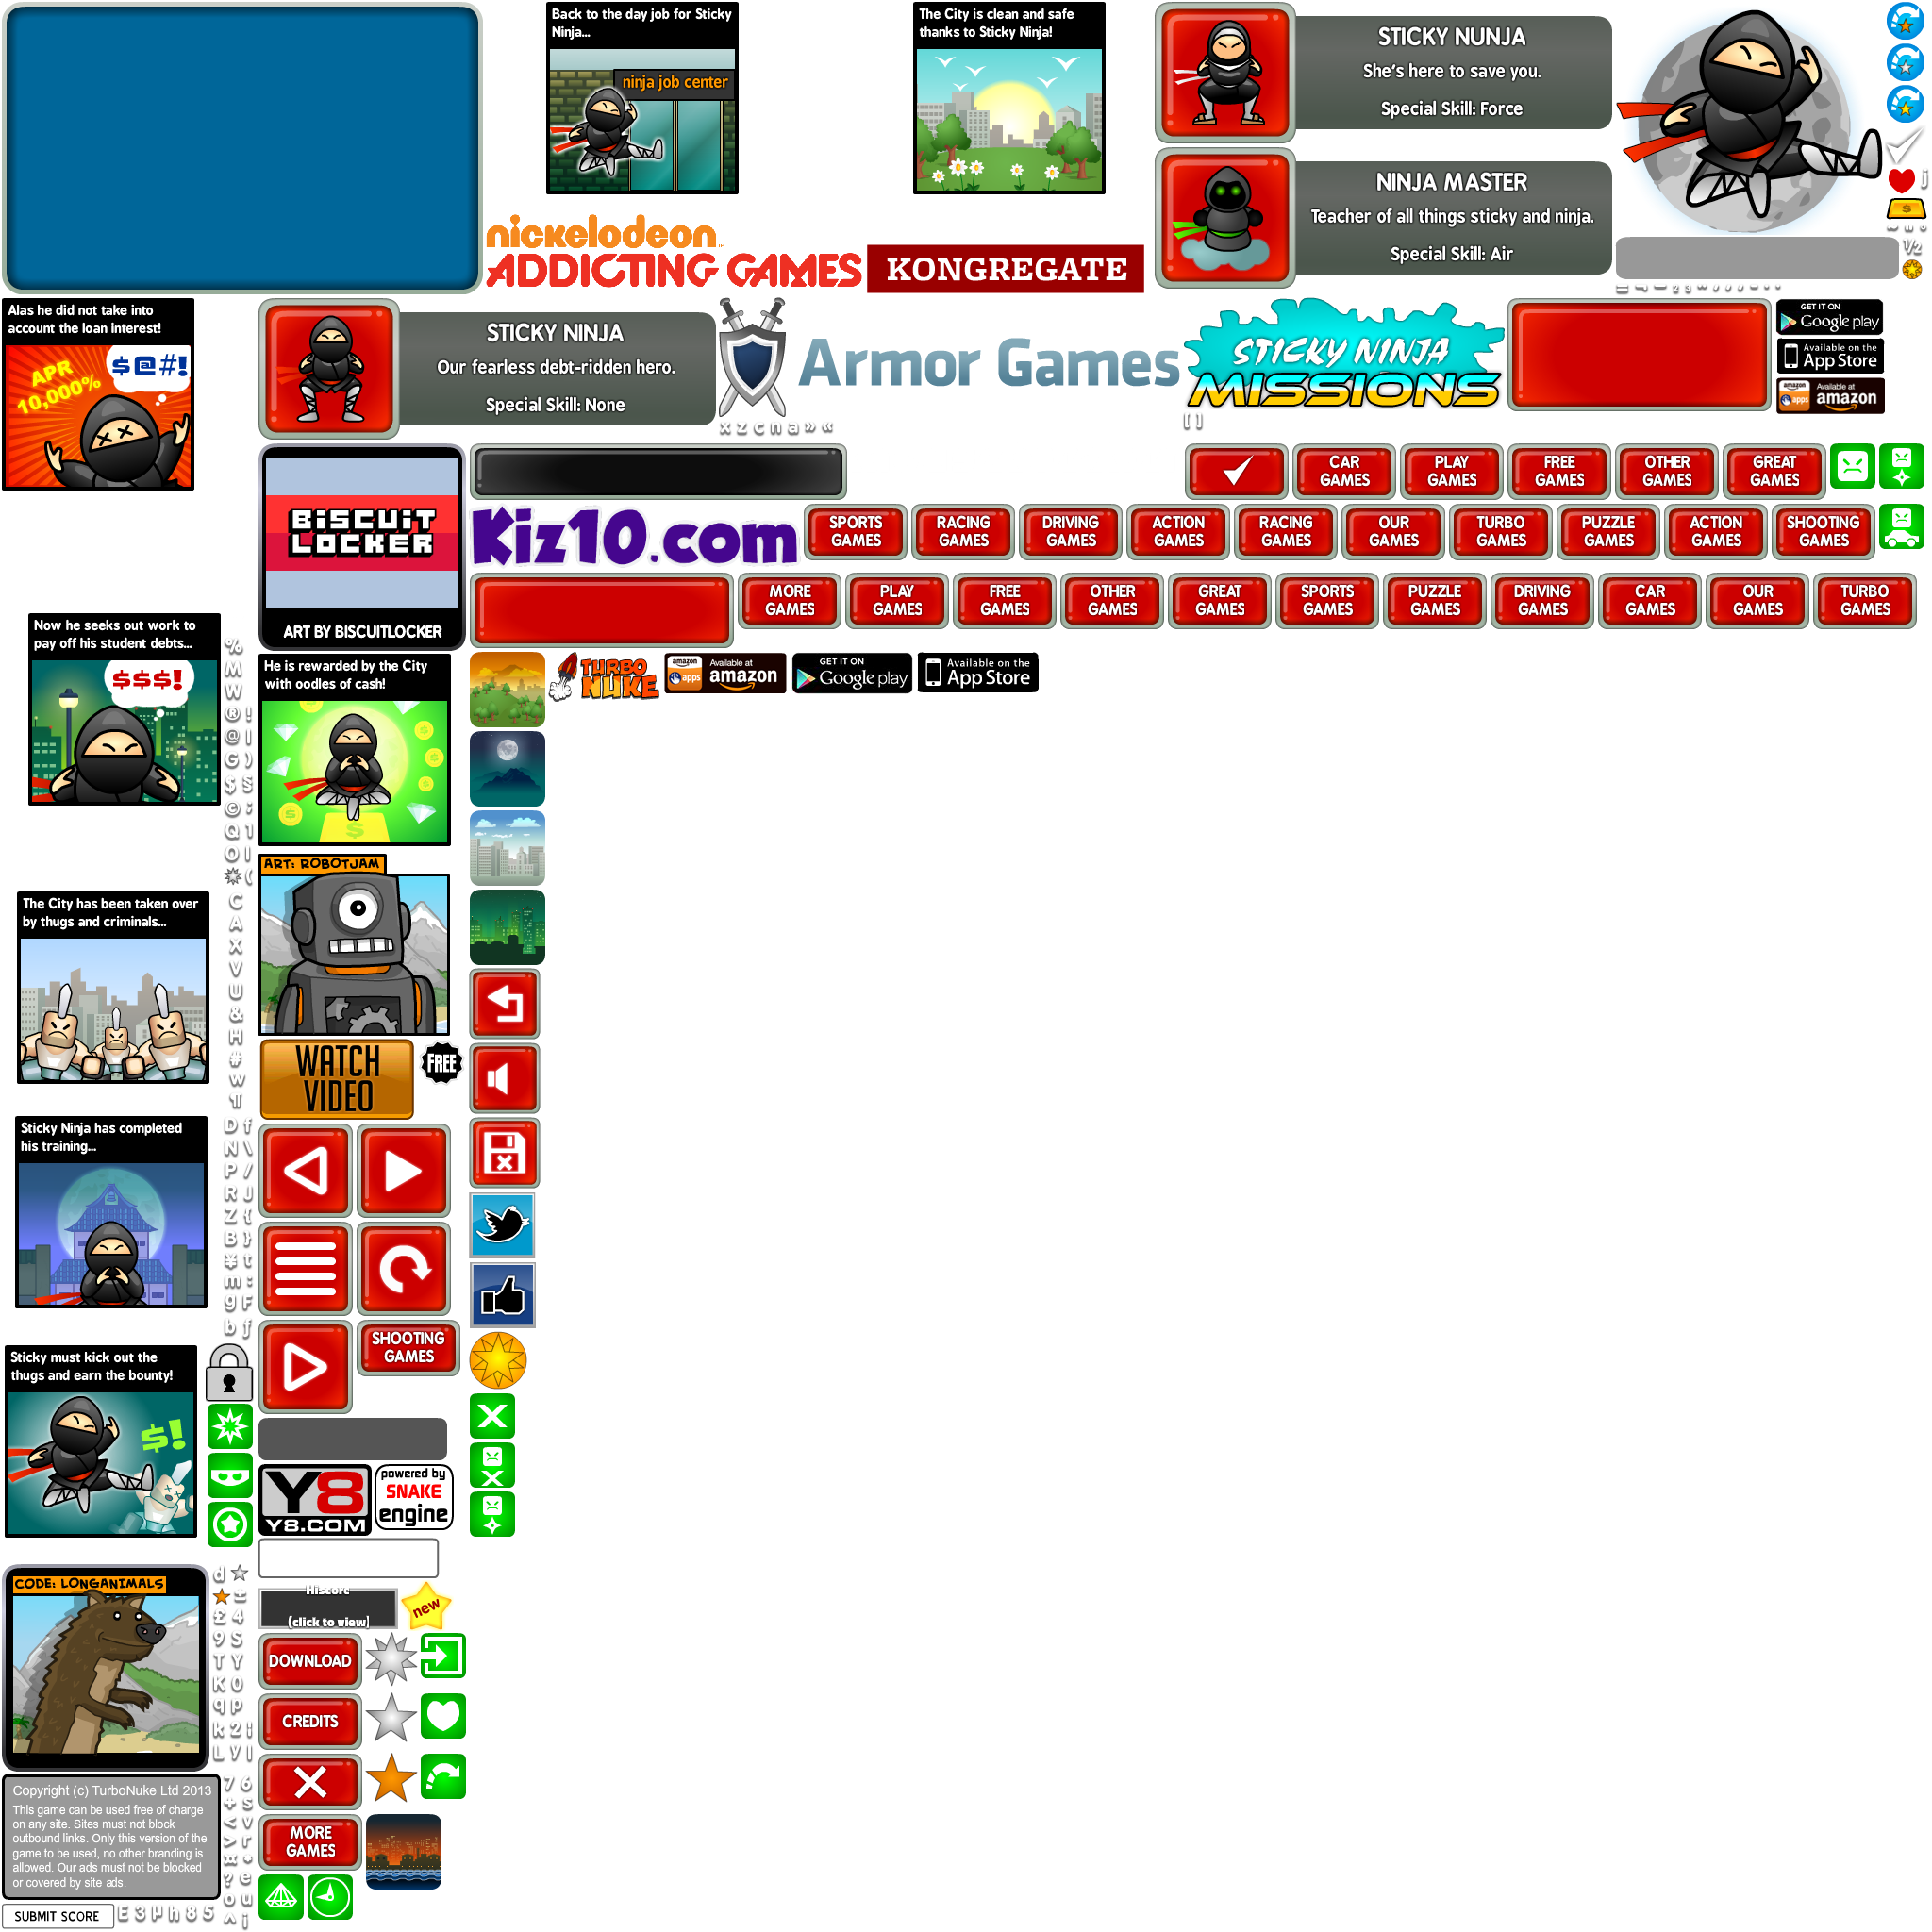 Back to the day job for Sticky
Ninja...
ninja job center
The City is clean and safe
thanks to Sticky Ninja!
STICKY NUNJA
She's here to save you.
Special Skill: Force
NINJA MASTER
Teacher of all things sticky and ninja.
Special Skill: Air
nickelodeon
ADDICTING GAMES
KONGREGATE
1/2
Alas he did not take into
account the loan interest!
APR
10,000%
$@#!
STICKY NINJA
Our fearless debt-ridden hero.
Special Skill: None
Armor Games
STICKY NINJA
MISSIONS
GET IT ON
Google play
Available on the
App Store
amazon
apps
Available at
amazon
x z c n a » «
[ ]
BISCUIT
LOCKER
ART BY BISCUITLOCKER
CAR
GAMES
PLAY
GAMES
FREE
GAMES
OTHER
GAMES
GREAT
GAMES
Kiz10.com
SPORTS
GAMES
RACING
GAMES
DRIVING
GAMES
ACTION
GAMES
RACING
GAMES
OUR
GAMES
TURBO
GAMES
PUZZLE
GAMES
ACTION
GAMES
SHOOTING
GAMES
MORE
GAMES
PLAY
GAMES
FREE
GAMES
OTHER
GAMES
GREAT
GAMES
SPORTS
GAMES
PUZZLE
GAMES
DRIVING
GAMES
CAR
GAMES
OUR
GAMES
TURBO
GAMES
Now he seeks out work to
pay off his student debts...
$$$!
He is rewarded by the City
with oodles of cash!
$
TURBO
NUKE
amazon
apps
Available at
amazon
GET IT ON
Google play
Available on the
App Store
%
M
W
® !
@ |
G )
$ §
© ;
Q 1
O I
(
C
A
X
V
U
&
H
#
w
¶
D f
N \
P /
R J
Z {
B }
¥ t
m :
g F
b ƒ
ART: ROBOTJAM
The City has been taken over
by thugs and criminals...
WATCH
VIDEO
FREE
Sticky Ninja has completed
his training...
SHOOTING
GAMES
Sticky must kick out the
thugs and earn the bounty!
$!
Y8
Y8.COM
powered by
SNAKE
engine
Hiscore
(click to view)
new
CODE: LONGANIMALS
d
±
£ 4
9 S
T Y
K 0
q p
k 2 i
L y l
DOWNLOAD
CREDITS
MORE
GAMES
Copyright (c) TurboNuke Ltd 2013
This game can be used free of charge
on any site. Sites must not block
outbound links. Only this version of the
game to be used, no other branding is
allowed. Our ads must not be blocked
or covered by site ads.
7 6
+ s
< v
> r
¤ *
? e
o u
^ j
SUBMIT SCORE
E 3 µ h 8 5